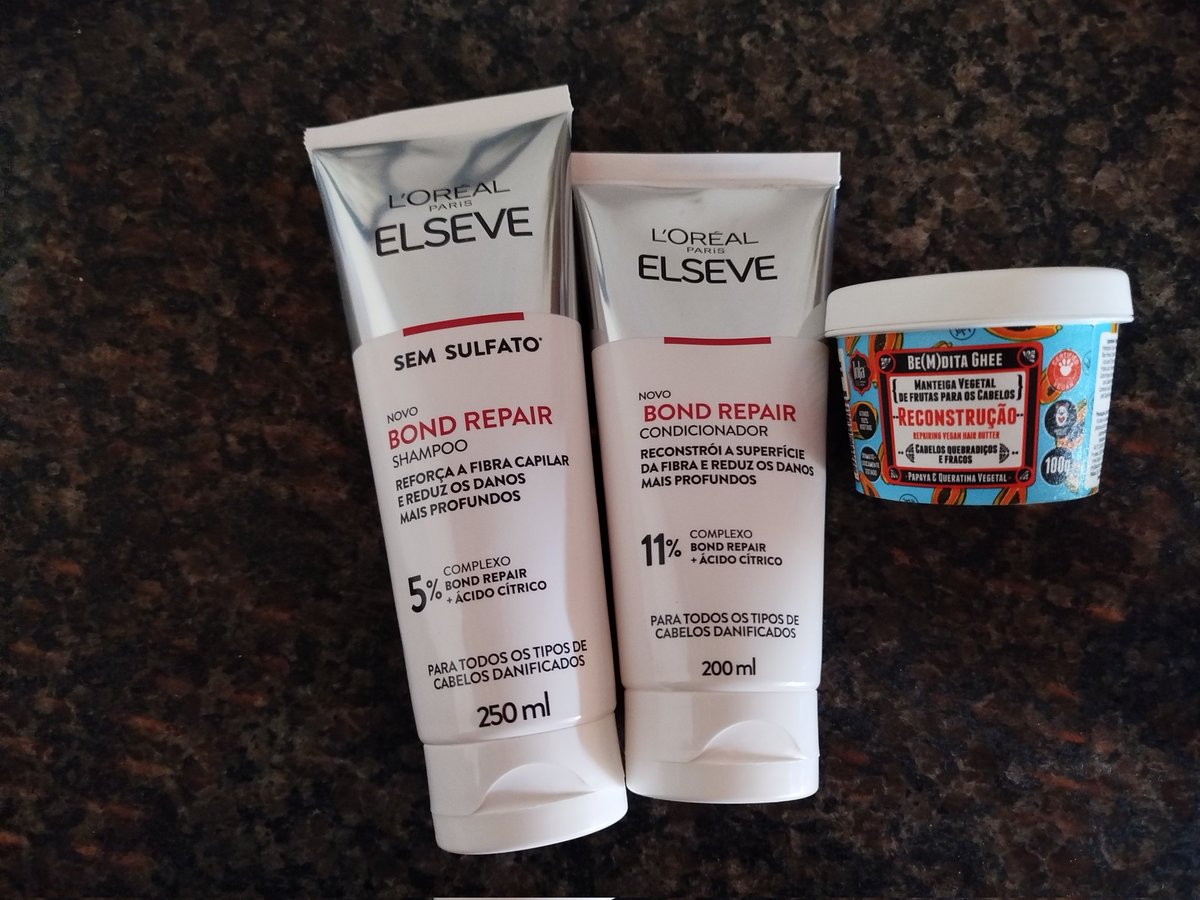 L'ORÉAL
PARIS
ELSEVE
SEM SULFATO*
NOVO
BOND REPAIR
SHAMPOO
REFORÇA A FIBRA CAPILAR
E REDUZ OS DANOS
MAIS PROFUNDOS
5% COMPLEXO
BOND REPAIR
+ ÁCIDO CÍTRICO
PARA TODOS OS TIPOS DE
CABELOS DANIFICADOS
250 ml
L'ORÉAL
PARIS
ELSEVE
NOVO
BOND REPAIR
CONDICIONADOR
RECONSTRÓI A SUPERFÍCIE
DA FIBRA E REDUZ OS DANOS
MAIS PROFUNDOS
11% COMPLEXO
BOND REPAIR
+ ÁCIDO CÍTRICO
PARA TODOS OS TIPOS DE
CABELOS DANIFICADOS
200 ml
lola
BE(M)DITA GHEE
MANTEIGA VEGETAL
DE FRUTAS PARA OS CABELOS
RECONSTRUÇÃO
REPAIRING VEGAN HAIR BUTTER
CABELOS QUEBRADIÇOS
E FRACOS
PAPAYA & QUERATINA VEGETAL
100g